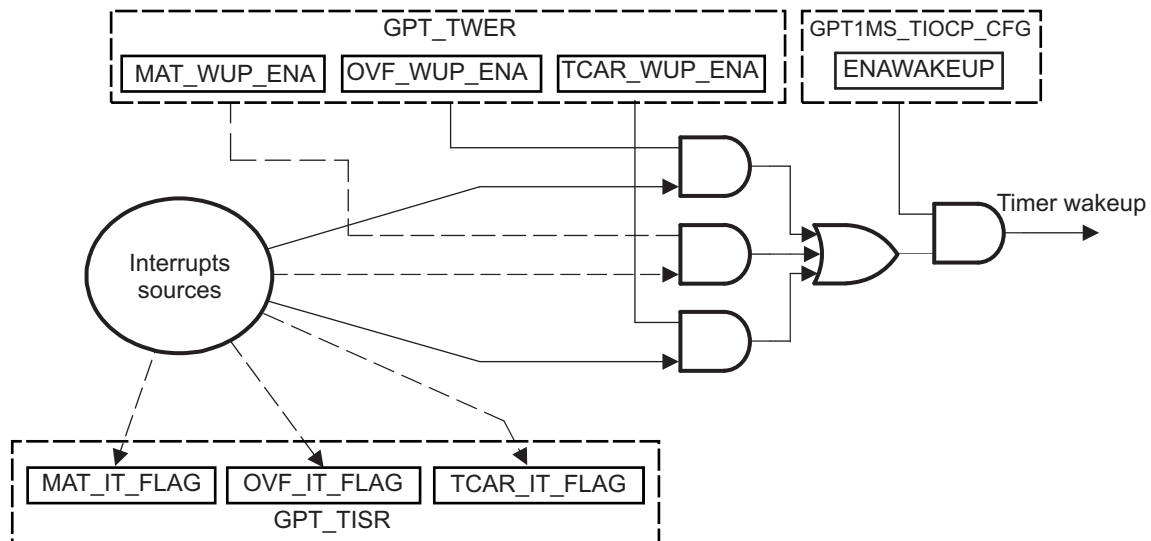 GPT_TWER
MAT_WUP_ENA
OVF_WUP_ENA
TCAR_WUP_ENA
GPT1MS_TIOCP_CFG
ENAWAKEUP
Timer wakeup
Interrupts
sources
MAT_IT_FLAG
OVF_IT_FLAG
TCAR_IT_FLAG
GPT_TISR